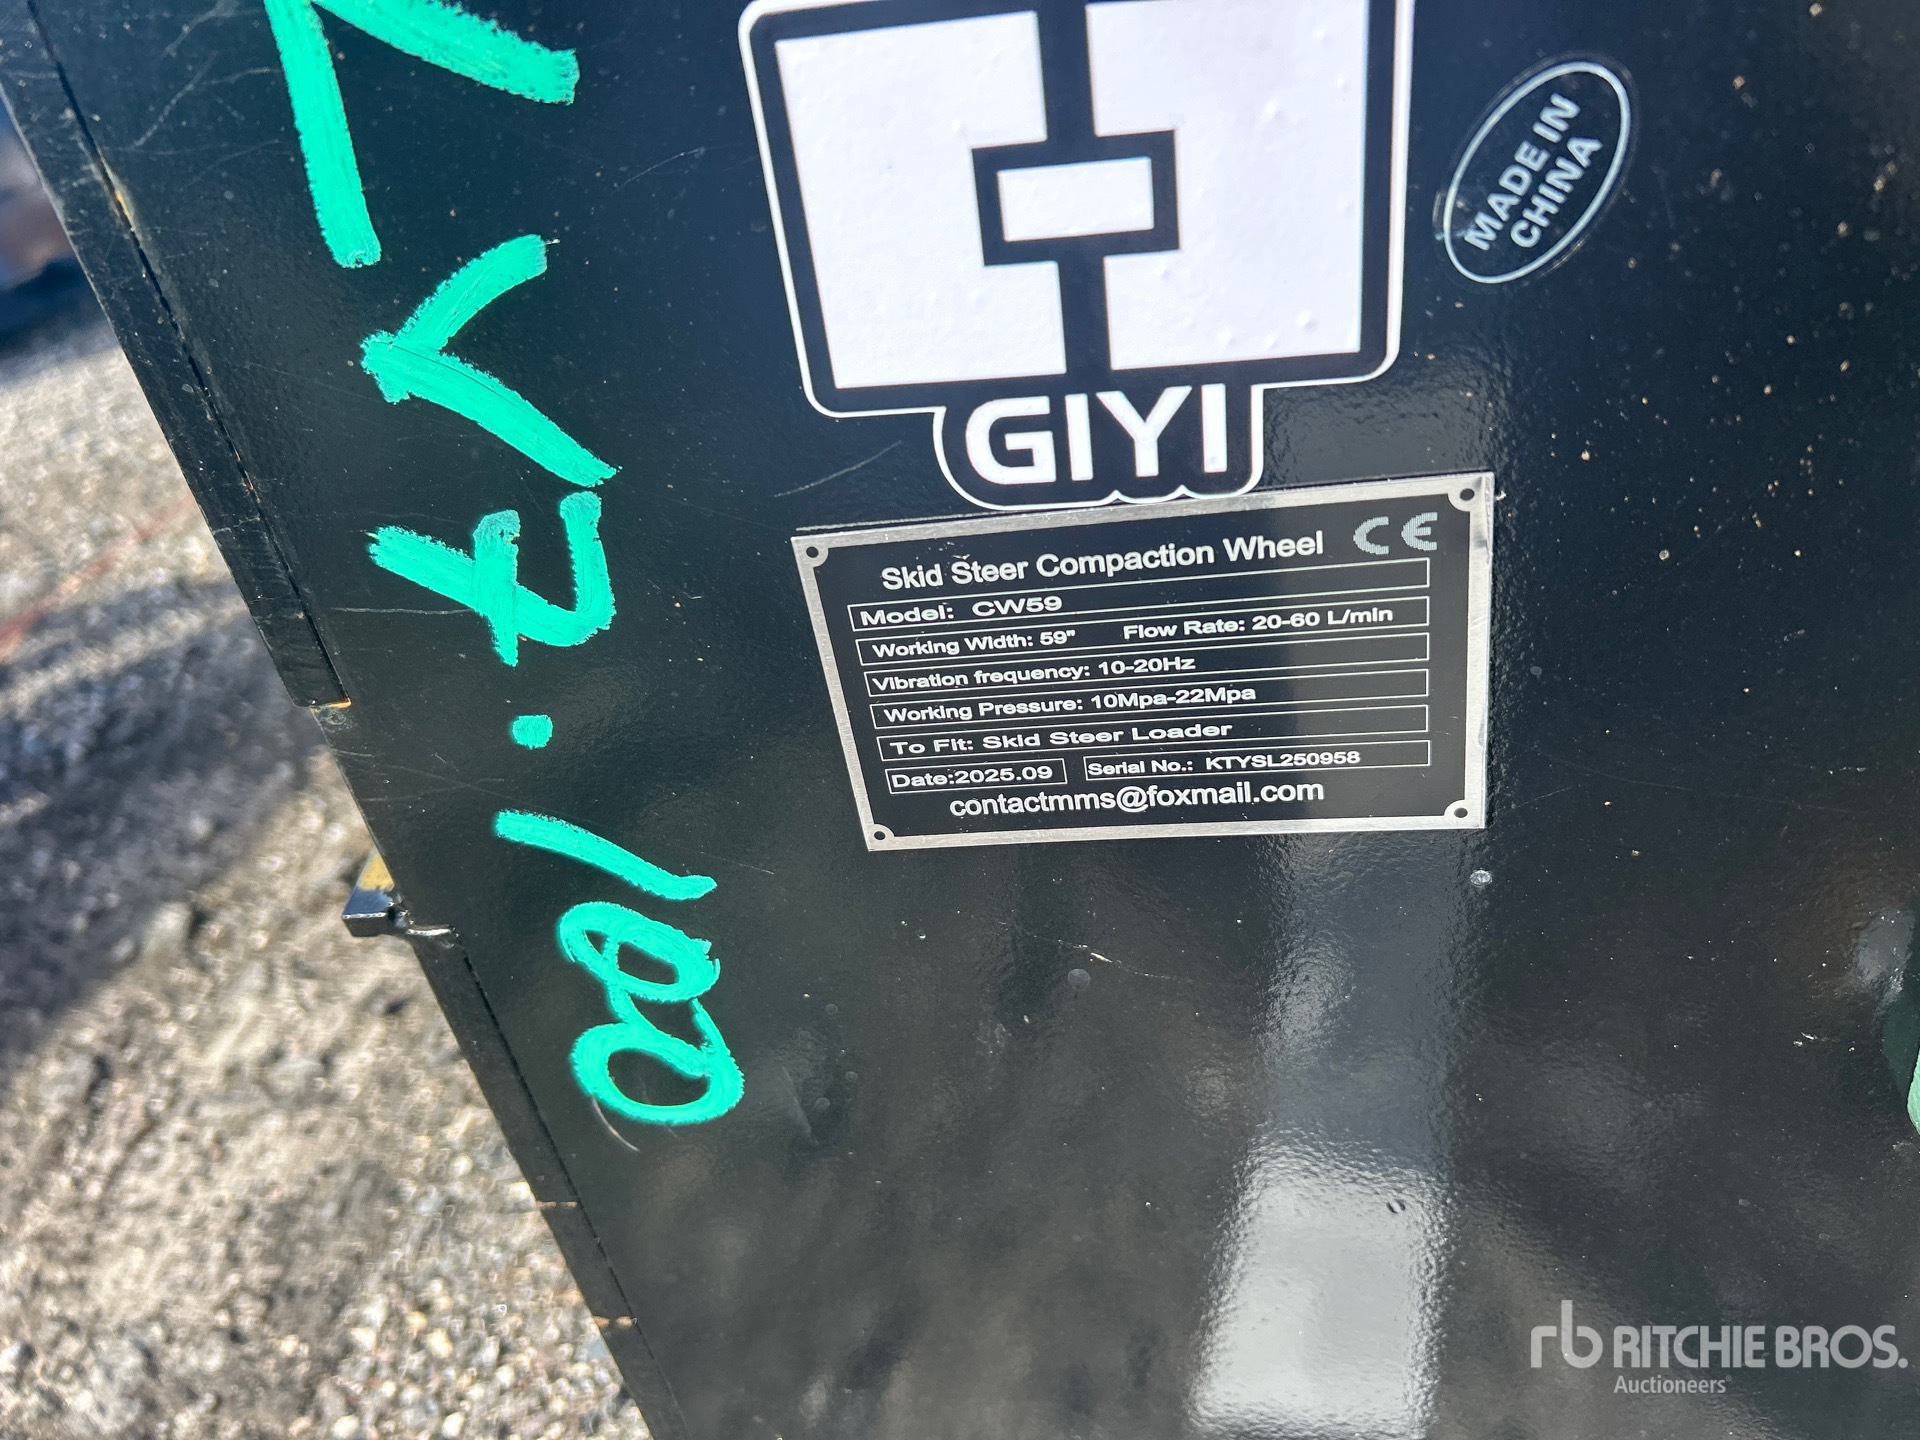 GIYI
MADE IN
CHINA
Skid Steer Compaction Wheel CE
Model: CW59
Working Width: 59" Flow Rate: 20-60 L/min
Vibration frequency: 10-20Hz
Working Pressure: 10Mpa-22Mpa
To Fit: Skid Steer Loader
Date:2025.09 Serial No.: KTYSL250958
contactmms@foxmail.com
rb RITCHIE BROS.
Auctioneers